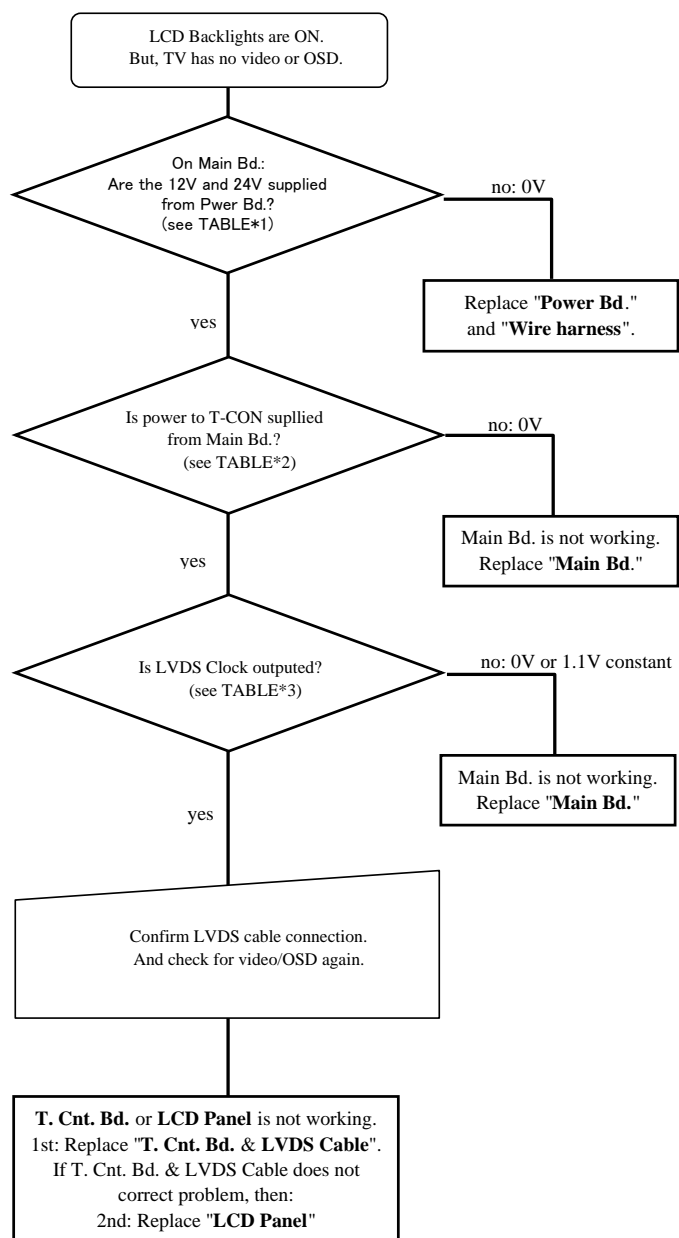 LCD Backlights are ON.
But, TV has no video or OSD.
On Main Bd.:
Are the 12V and 24V supplied
from Pwer Bd.?
(see TABLE*1)
no: 0V
Replace "Power Bd."
and "Wire harness".
yes
Is power to T-CON supllied
from Main Bd.?
(see TABLE*2)
no: 0V
Main Bd. is not working.
Replace "Main Bd."
yes
Is LVDS Clock outputed?
(see TABLE*3)
no: 0V or 1.1V constant
Main Bd. is not working.
Replace "Main Bd."
yes
Confirm LVDS cable connection.
And check for video/OSD again.
T. Cnt. Bd. or LCD Panel is not working.
1st: Replace "T. Cnt. Bd. & LVDS Cable".
If T. Cnt. Bd. & LVDS Cable does not
correct problem, then:
2nd: Replace "LCD Panel"